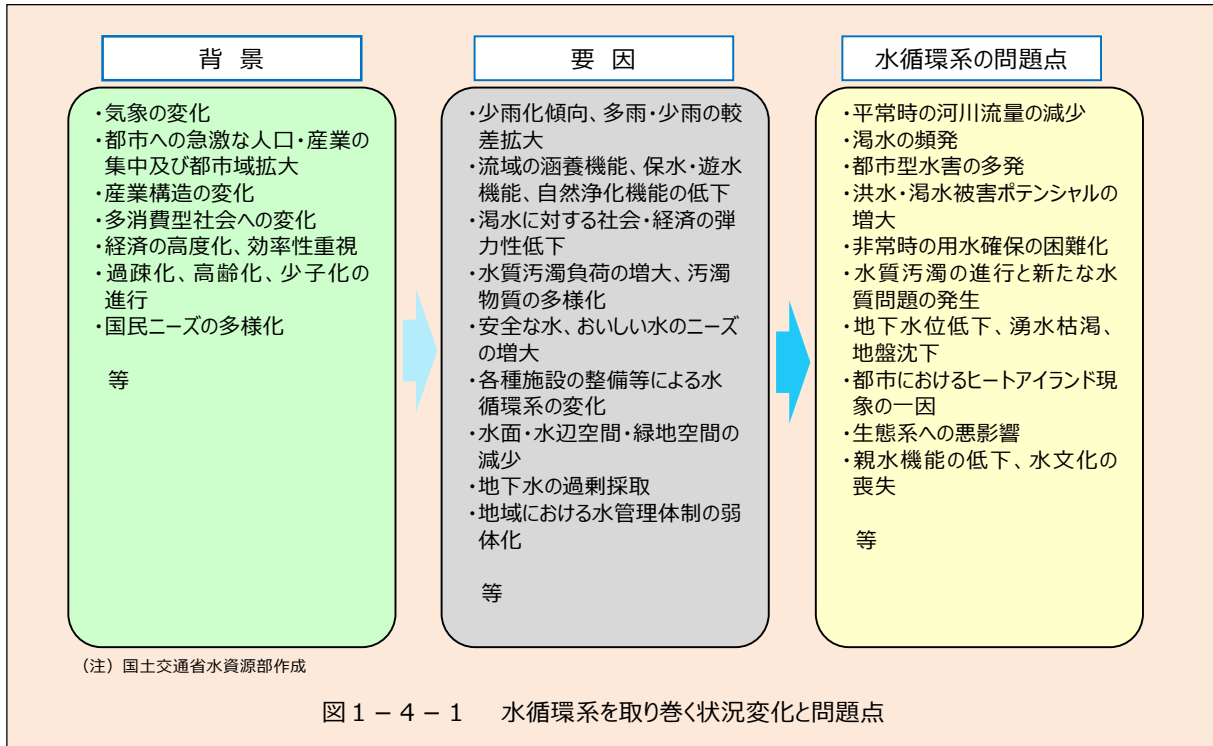 背 景
・気象の変化
・都市への急激な人口・産業の
集中及び都市域拡大
・産業構造の変化
・多消費型社会への変化
・経済の高度化、効率性重視
・過疎化、高齢化、少子化の
進行
・国民ニーズの多様化
等
要 因
・少雨化傾向、多雨・少雨の較
差拡大
・流域の涵養機能、保水・遊水
機能、自然浄化機能の低下
・渇水に対する社会・経済の弾
力性低下
・水質汚濁負荷の増大、汚濁
物質の多様化
・安全な水、おいしい水のニーズ
の増大
・各種施設の整備等による水
循環系の変化
・水面・水辺空間・緑地空間の
減少
・地下水の過剰採取
・地域における水管理体制の弱
体化
等
水循環系の問題点
・平常時の河川流量の減少
・渇水の頻発
・都市型水害の多発
・洪水・渇水被害ポテンシャルの
増大
・非常時の用水確保の困難化
・水質汚濁の進行と新たな水
質問題の発生
・地下水位低下、湧水枯渇、
地盤沈下
・都市におけるヒートアイランド現
象の一因
・生態系への悪影響
・親水機能の低下、水文化の
喪失
等
（注）国土交通省水資源部作成
図１－４－１　水循環系を取り巻く状況変化と問題点